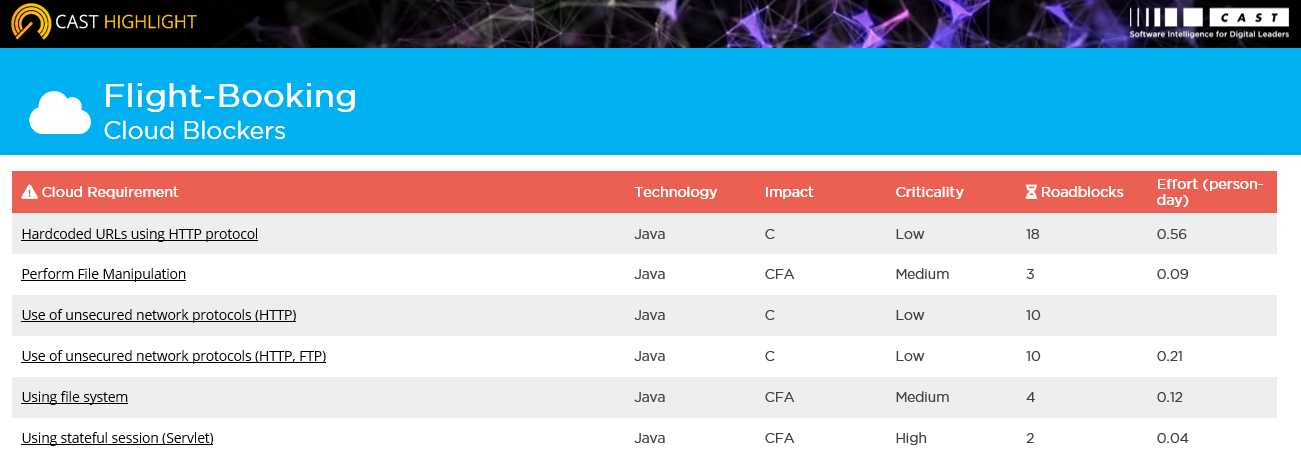 CAST HIGHLIGHT
CAST
Software Intelligence for Digital Leaders
Flight-Booking
Cloud Blockers
Cloud Requirement Technology Impact Criticality Roadblocks Effort (person-
day)
Hardcoded URLs using HTTP protocol Java C Low 18 0.56
Perform File Manipulation Java CFA Medium 3 0.09
Use of unsecured network protocols (HTTP) Java C Low 10
Use of unsecured network protocols (HTTP, FTP) Java C Low 10 0.21
Using file system Java CFA Medium 4 0.12
Using stateful session (Servlet) Java CFA High 2 0.04